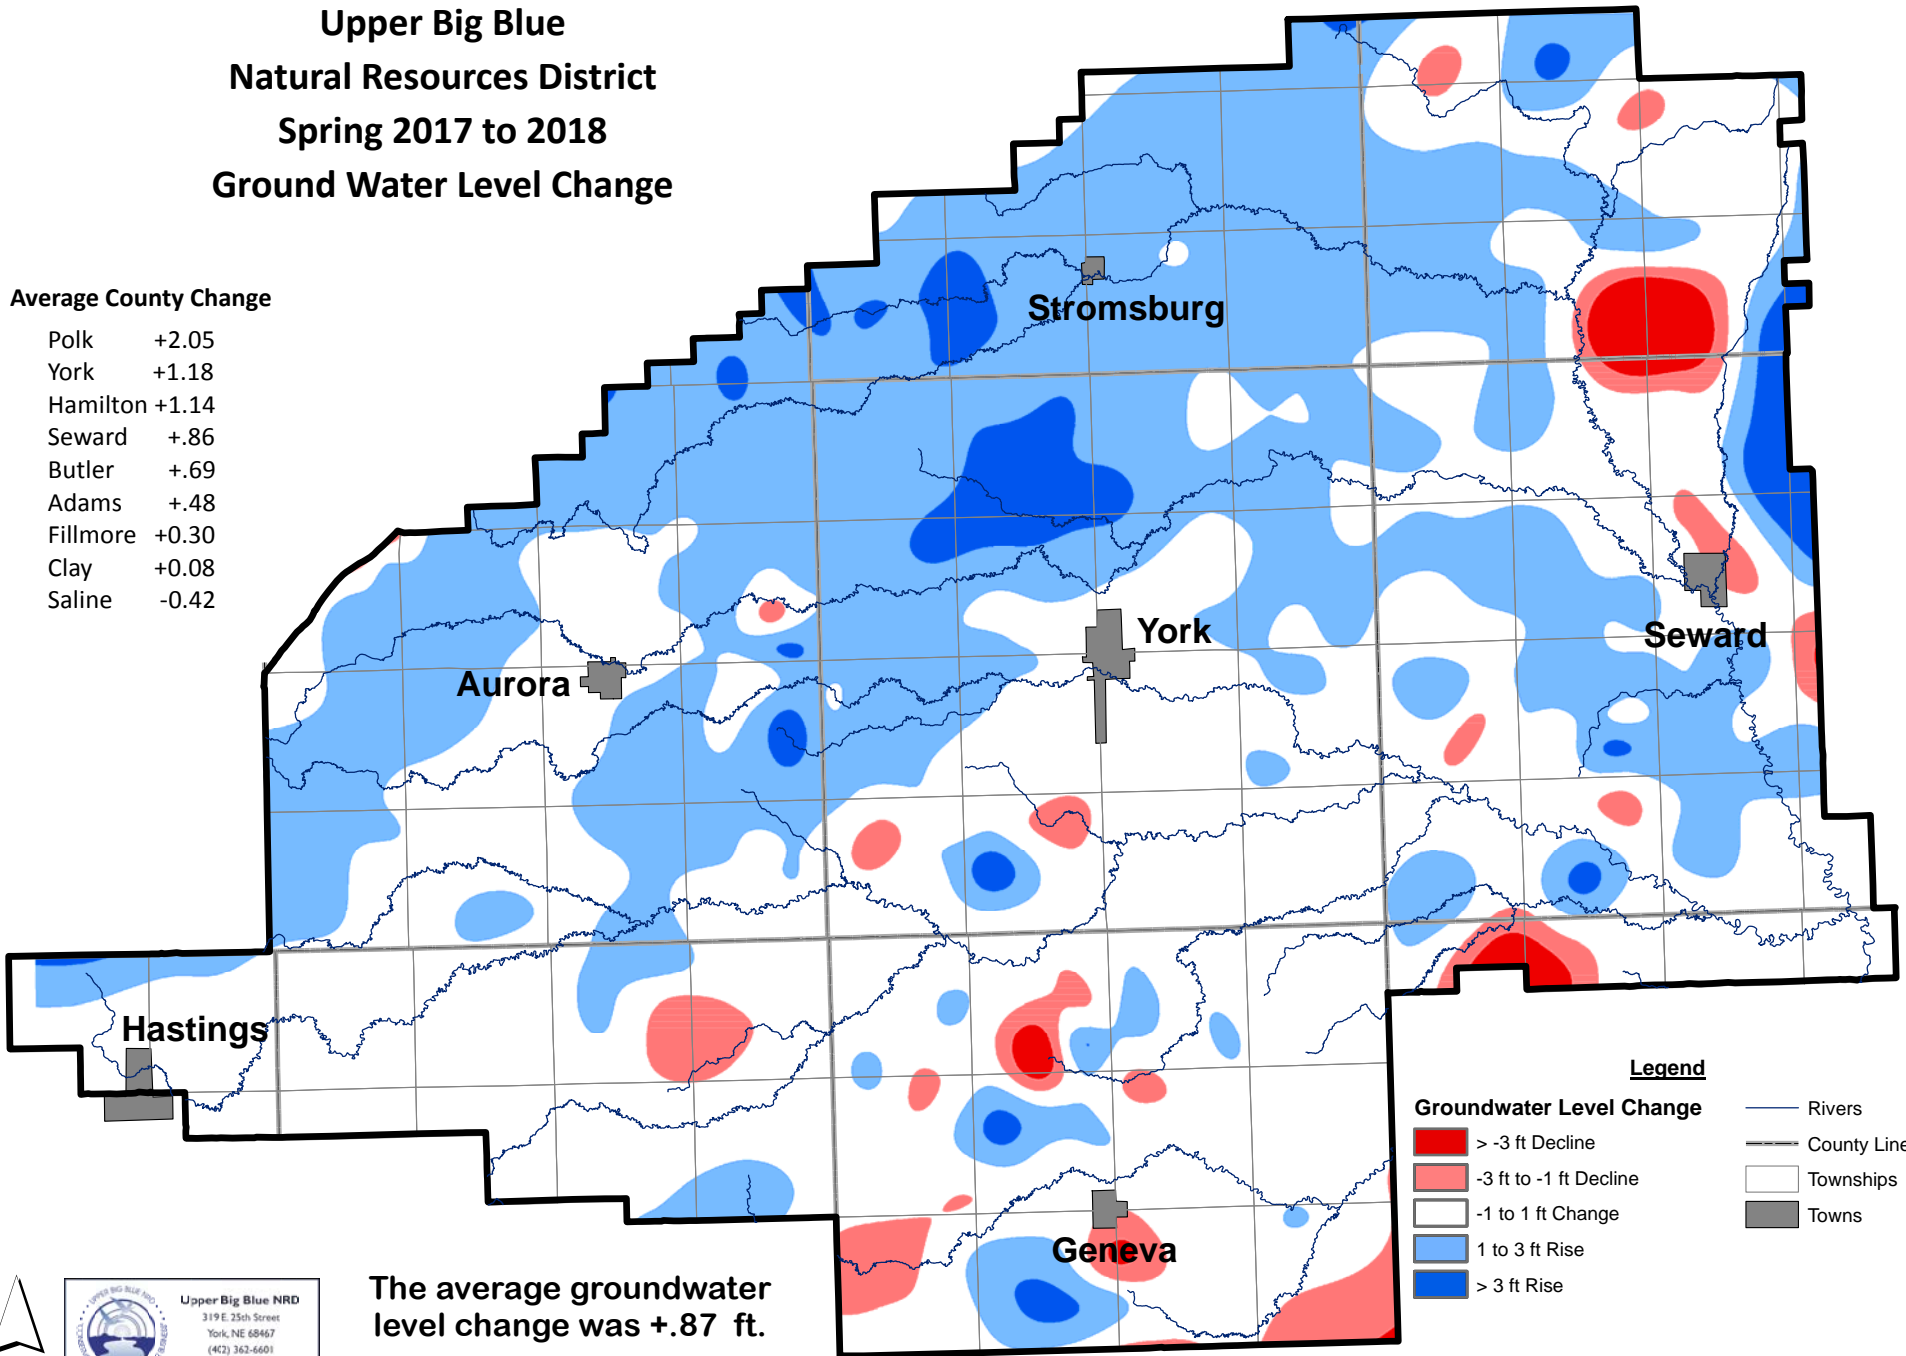 Upper Big Blue
Natural Resources District
Spring 2017 to 2018
Ground Water Level Change
Average County Change
Polk +2.05
York +1.18
Hamilton +1.14
Seward +.86
Butler +.69
Adams +.48
Fillmore +0.30
Clay +0.08
Saline -0.42
Stromsburg
York
Seward
Aurora
Hastings
Geneva
Legend
Groundwater Level Change
> -3 ft Decline
-3 ft to -1 ft Decline
-1 to 1 ft Change
1 to 3 ft Rise
> 3 ft Rise
Rivers
County Line
Townships
Towns
UPPER BIG BLUE NRD
Upper Big Blue NRD
319 E. 25th Street
York, NE 68467
(402) 362-6601
The average groundwater
level change was +.87 ft.